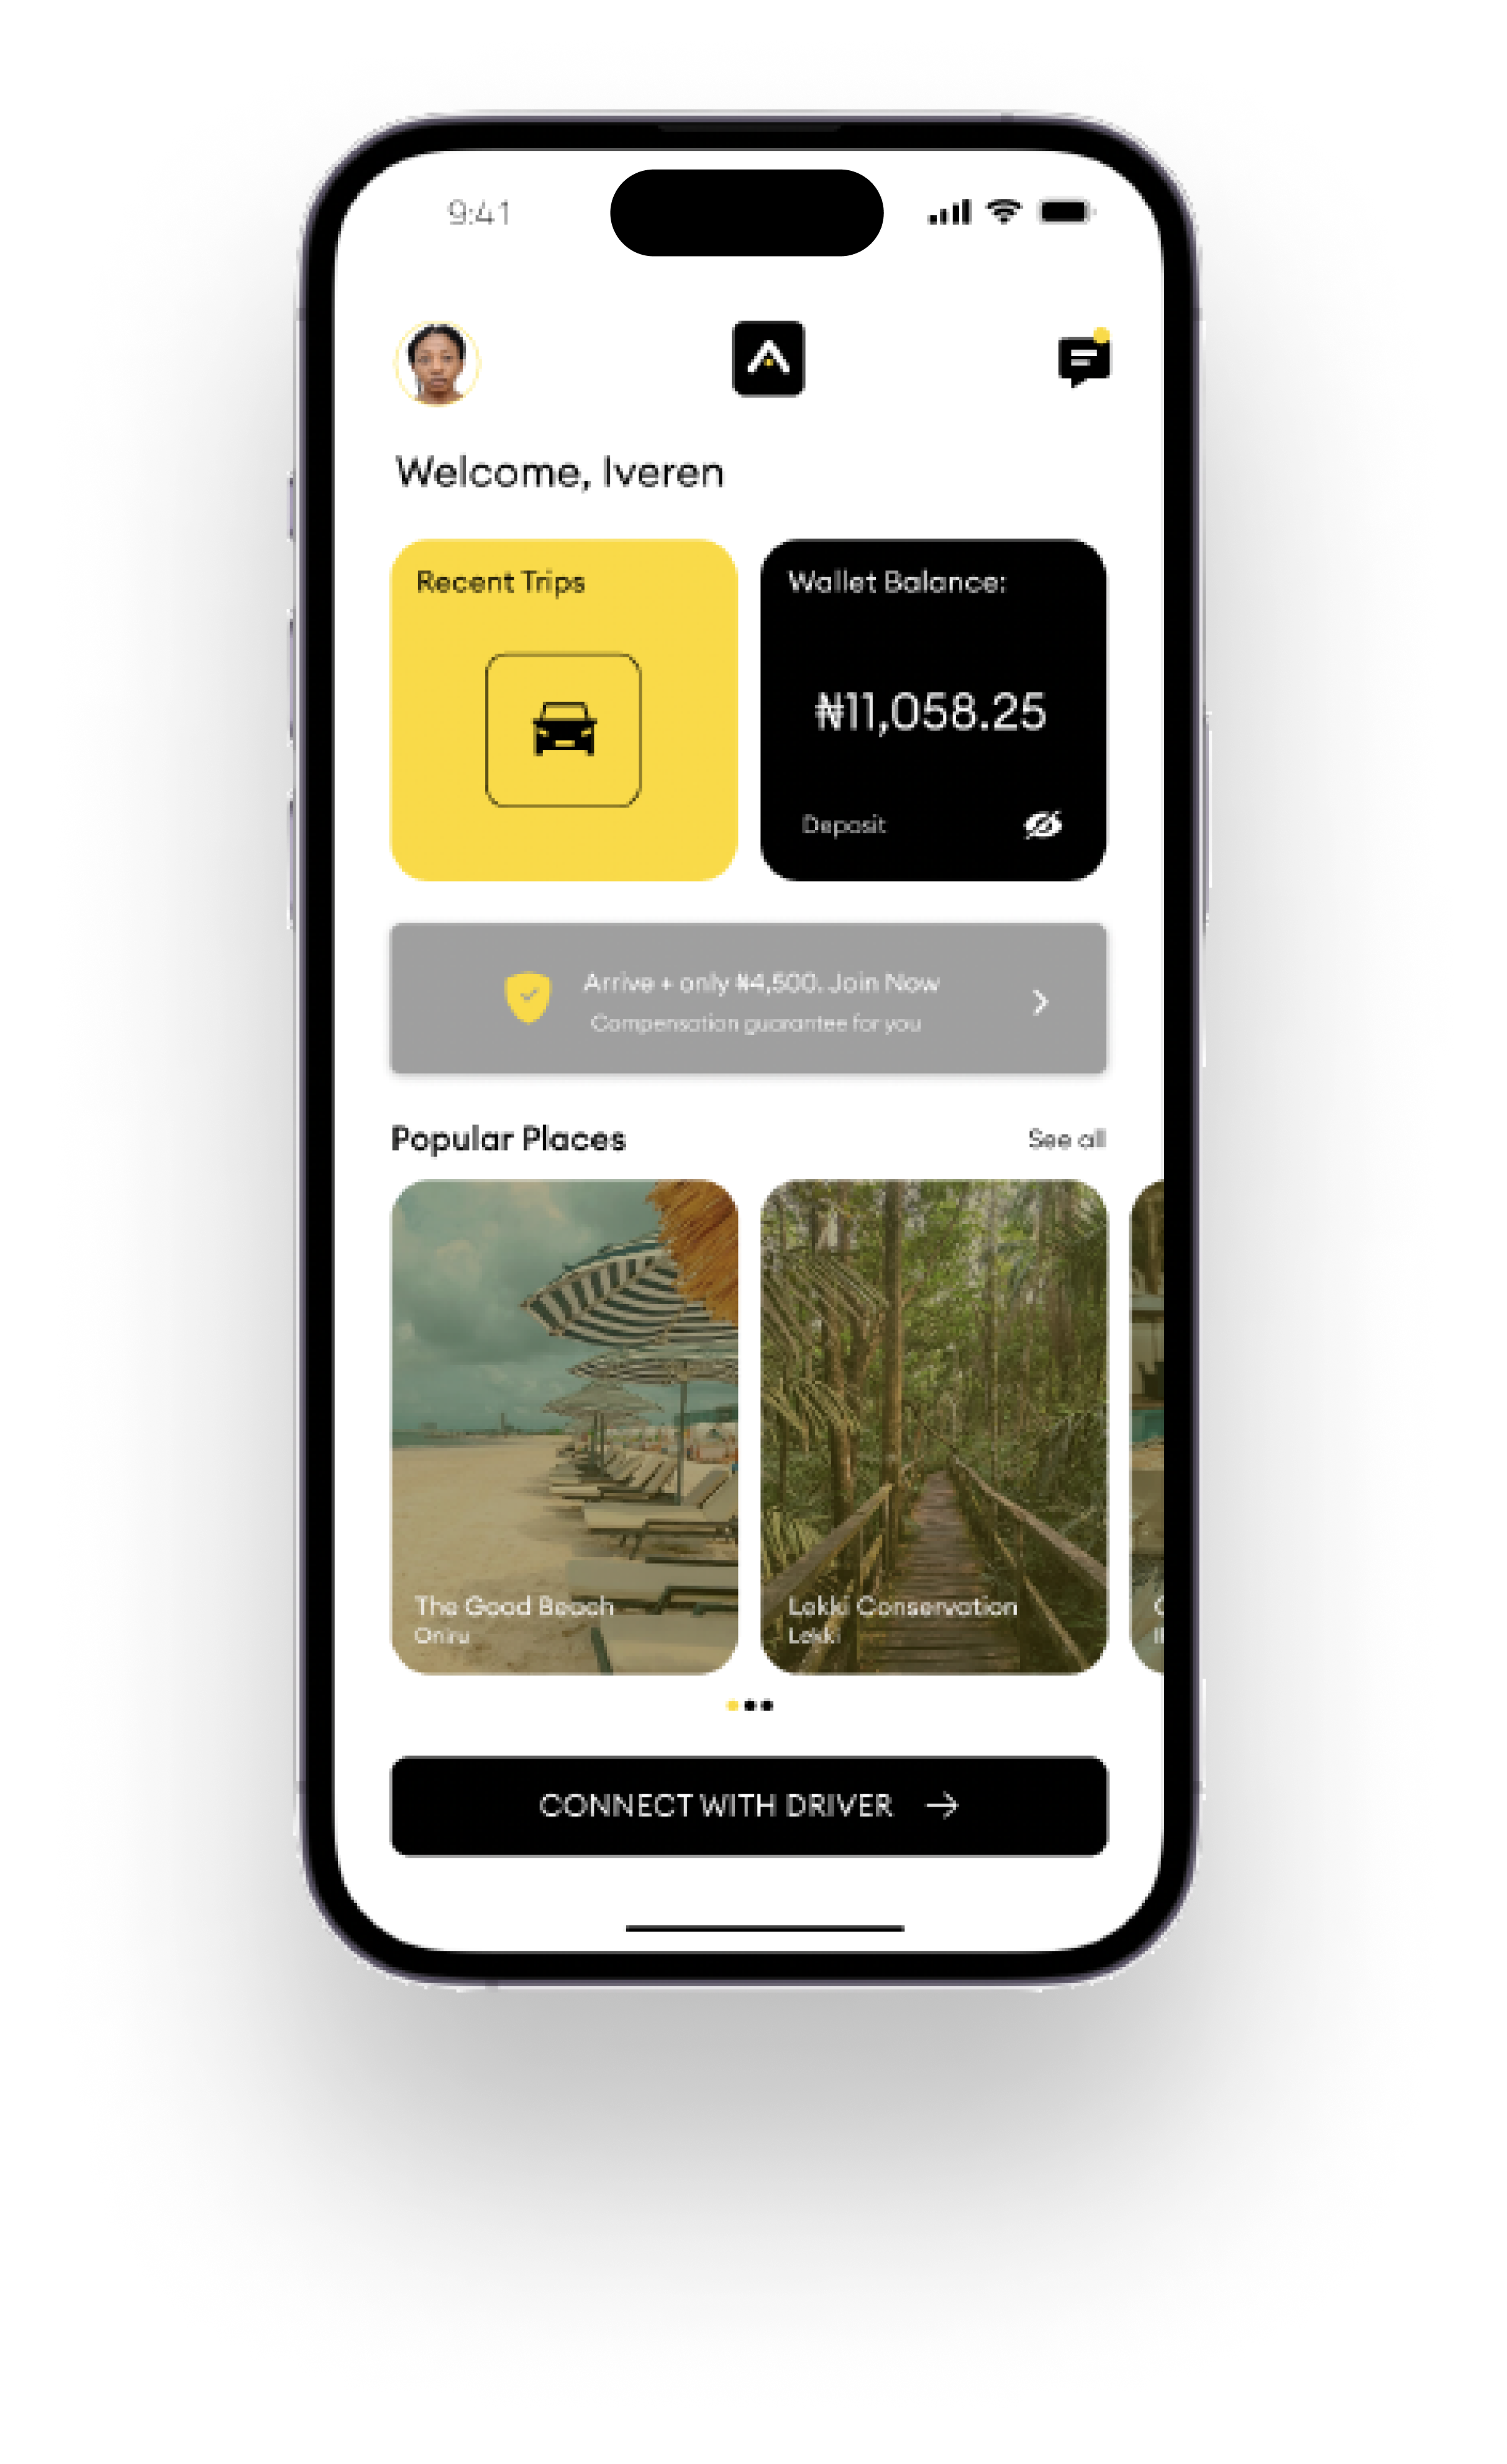 9:41
Welcome, Iveren
Recent Trips
Wallet Balance:
₦11,058.25
Deposit
Arrive + only ₦4,500. Join Now
Compensation guarantee for you
Popular Places
See all
The Good Beach
Oniru
Lekki Conservation
Lekki
CONNECT WITH DRIVER